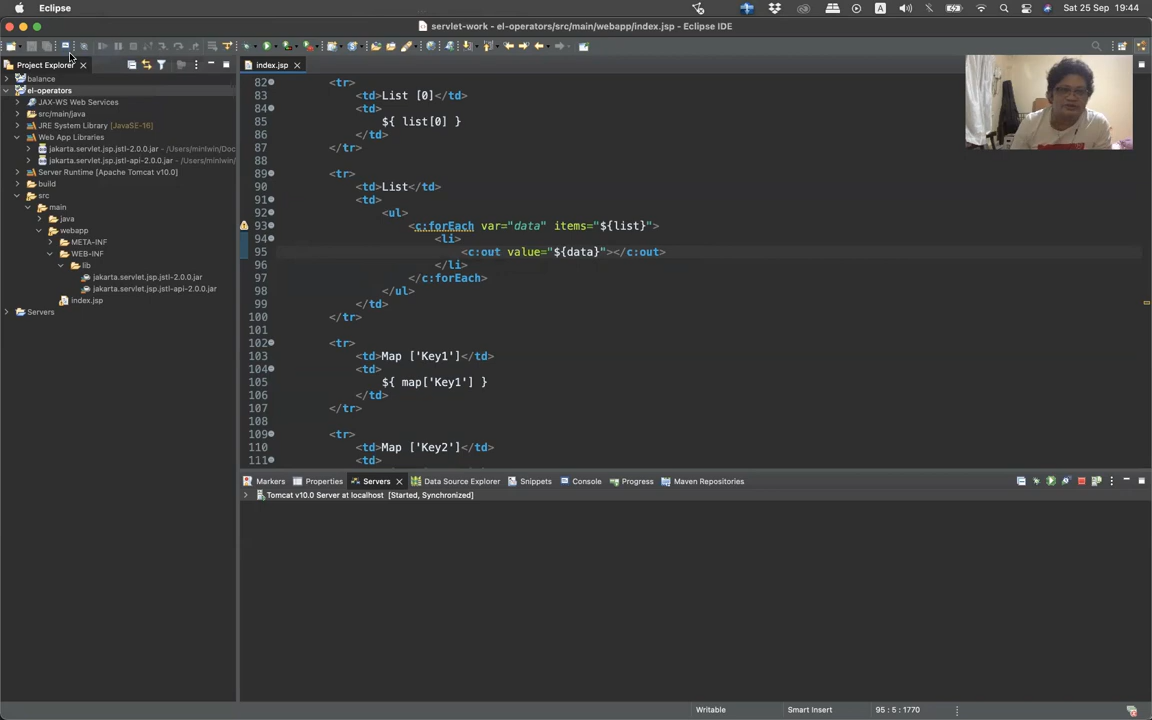 Eclipse
A
Sat 25 Sep 19:44
servlet-work - el-operators/src/main/webapp/index.jsp - Eclipse IDE
Project Explorer
balance
el-operators
JAX-WS Web Services
src/main/java
JRE System Library [JavaSE-16]
Web App Libraries
jakarta.servlet.jsp.jstl-2.0.0.jar - /Users/minlwin/Doc
jakarta.servlet.jsp.jstl-api-2.0.0.jar - /Users/minlwin
Server Runtime [Apache Tomcat v10.0]
build
src
main
java
webapp
META-INF
WEB-INF
lib
jakarta.servlet.jsp.jstl-2.0.0.jar
jakarta.servlet.jsp.jstl-api-2.0.0.jar
index.jsp
Servers
index.jsp
82 <tr>
83 <td>List [0]</td>
84 <td>
85 ${ list[0] }
86 </td>
87 </tr>
88
89 <tr>
90 <td>List</td>
91 <td>
92 <ul>
93 <c:forEach var="data" items="${list}">
94 <li>
95 <c:out value="${data}"></c:out>
96 </li>
97 </c:forEach>
98 </ul>
99 </td>
100 </tr>
101
102 <tr>
103 <td>Map ['Key1']</td>
104 <td>
105 ${ map['Key1'] }
106 </td>
107 </tr>
108
109 <tr>
110 <td>Map ['Key2']</td>
111 <td>
Markers Properties Servers Data Source Explorer Snippets Console Progress Maven Repositories
Tomcat v10.0 Server at localhost [Started, Synchronized]
Writable Smart Insert 95 : 5 : 1770